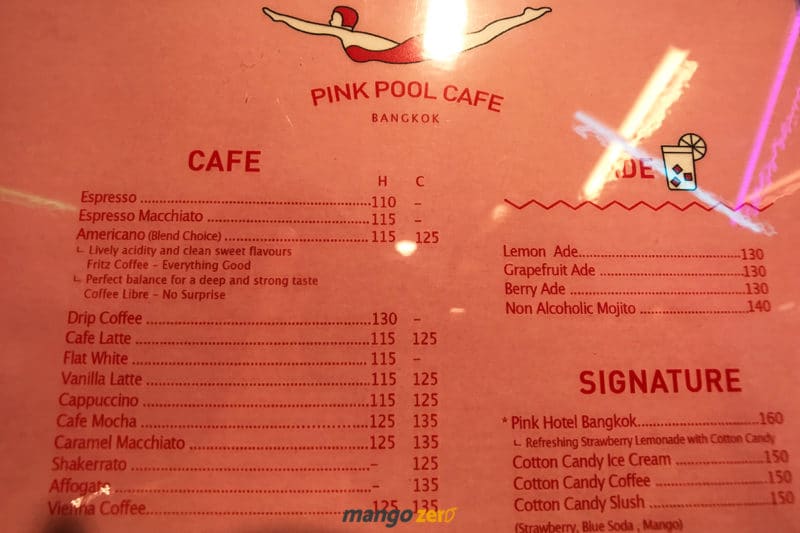 PINK POOL CAFE
BANGKOK
CAFE
H C
Espresso 110 –
Espresso Macchiato 115 –
Americano (Blend Choice) 115 125
Lively acidity and clean sweet flavours
Fritz Coffee – Everything Good
Perfect balance for a deep and strong taste
Coffee Libre – No Surprise
Drip Coffee 130 –
Cafe Latte 115 125
Flat White 115 –
Vanilla Latte 115 125
Cappuccino 115 125
Cafe Mocha 125 135
Caramel Macchiato 125 135
Shakerrato – 125
Affogato – 135
Vienna Coffee 125 135
ADE
Lemon Ade 130
Grapefruit Ade 130
Berry Ade 130
Non Alcoholic Mojito 140
SIGNATURE
* Pink Hotel Bangkok 160
Refreshing Strawberry Lemonade with Cotton Candy
Cotton Candy Ice Cream 150
Cotton Candy Coffee 150
Cotton Candy Slush 150
(Strawberry, Blue Soda , Mango)
mango zero